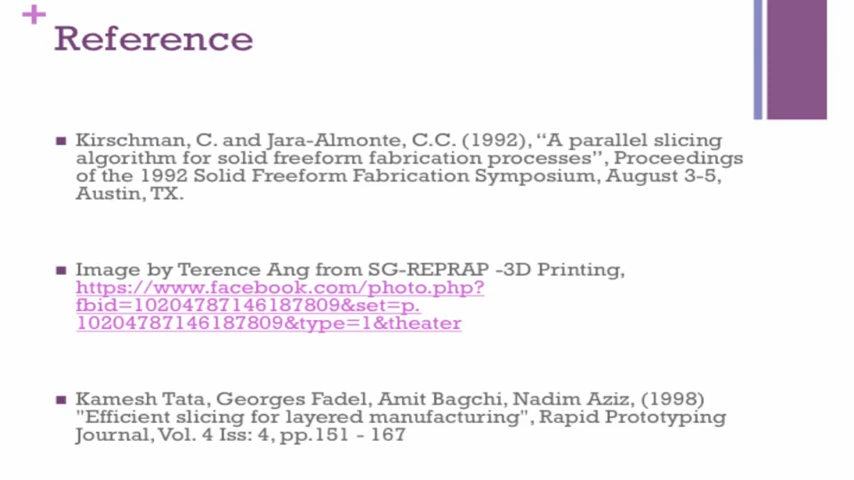 +
Reference
■ Kirschman, C. and Jara-Almonte, C.C. (1992), “A parallel slicing
algorithm for solid freeform fabrication processes”, Proceedings
of the 1992 Solid Freeform Fabrication Symposium, August 3-5,
Austin, TX.
■ Image by Terence Ang from SG-REPRAP -3D Printing,
https://www.facebook.com/photo.php?
fbid=10204787146187809&set=p.
10204787146187809&type=1&theater
■ Kamesh Tata, Georges Fadel, Amit Bagchi, Nadim Aziz, (1998)
"Efficient slicing for layered manufacturing", Rapid Prototyping
Journal, Vol. 4 Iss: 4, pp.151 - 167